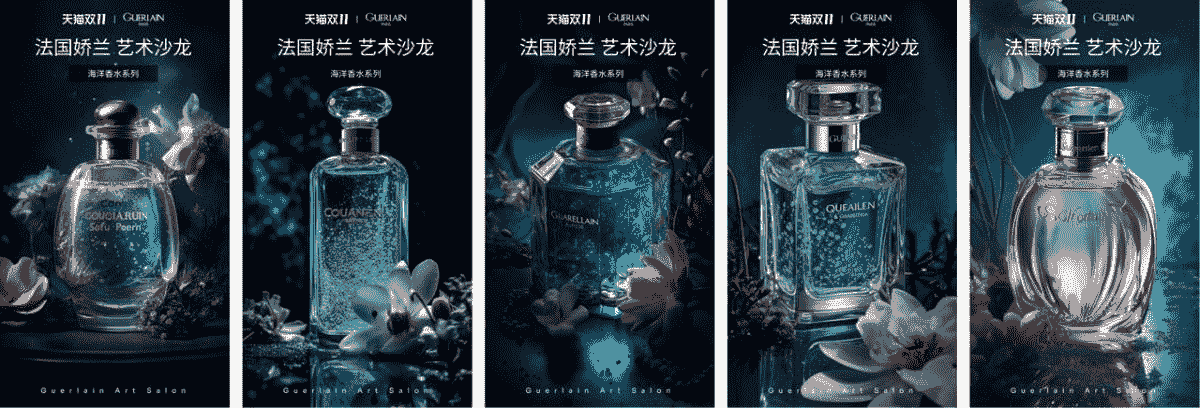 天猫双11 | GUERLAIN
PARIS
法国娇兰 艺术沙龙
海洋香水系列
COUQIARUIN
Sofu Poern
Guerlain Art Salon
天猫双11 | GUERLAIN
PARIS
法国娇兰 艺术沙龙
海洋香水系列
COUANEN
Guerlain Art Salon
天猫双11 | GUERLAIN
PARIS
法国娇兰 艺术沙龙
海洋香水系列
GUARELLAIN
Guerlain Art Salon
天猫双11 | GUERLAIN
PARIS
法国娇兰 艺术沙龙
海洋香水系列
QUEAILEN
Guerlain Art Salon
天猫双11 | GUERLAIN
PARIS
法国娇兰 艺术沙龙
海洋香水系列
Guerlain Art Salon